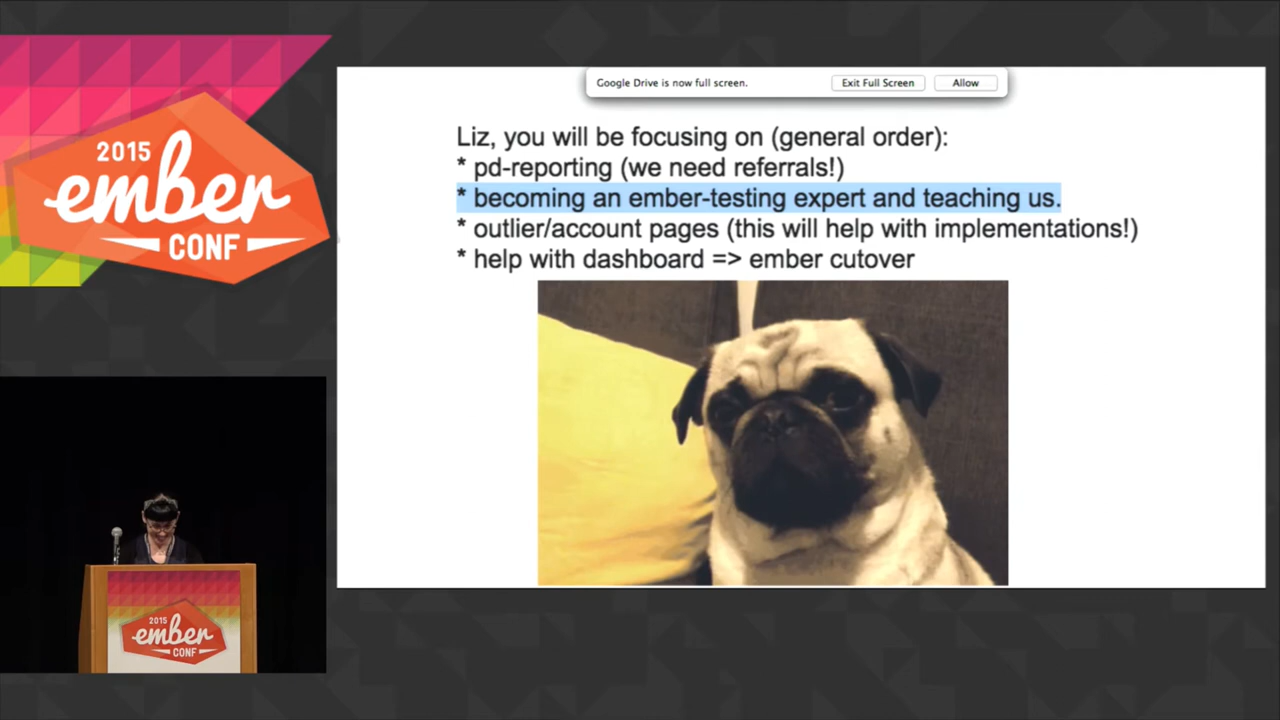 2015
ember
CONF
Google Drive is now full screen.
Exit Full Screen
Allow
Liz, you will be focusing on (general order):
* pd-reporting (we need referrals!)
* becoming an ember-testing expert and teaching us.
* outlier/account pages (this will help with implementations!)
* help with dashboard => ember cutover
2015
ember
CONF